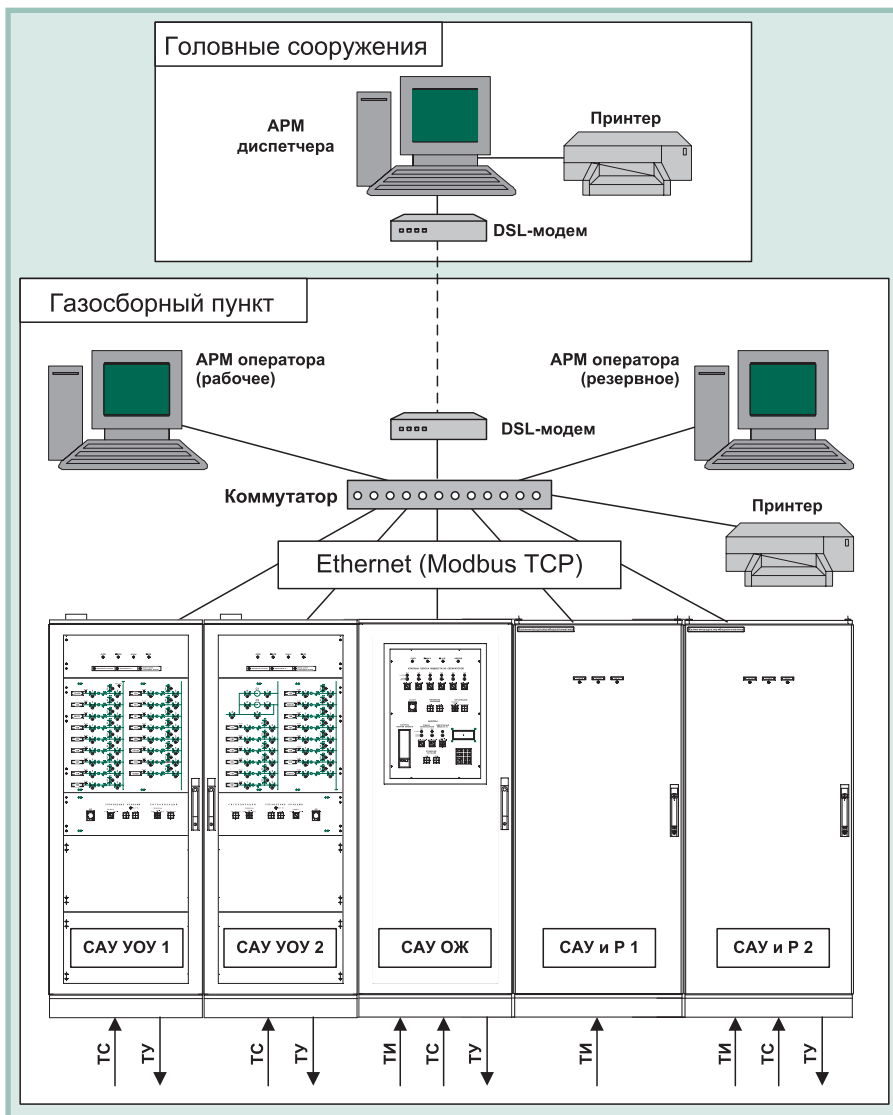 Головные сооружения
АРМ
диспетчера
Принтер
DSL-модем
Газосборный пункт
АРМ оператора
(рабочее)
АРМ оператора
(резервное)
DSL-модем
Коммутатор
Принтер
Ethernet (Modbus TCP)
САУ УОУ 1
САУ УОУ 2
САУ ОЖ
САУ и Р 1
САУ и Р 2
ТС
ТУ
ТС
ТУ
ТИ
ТС
ТУ
ТИ
ТИ
ТС
ТУ